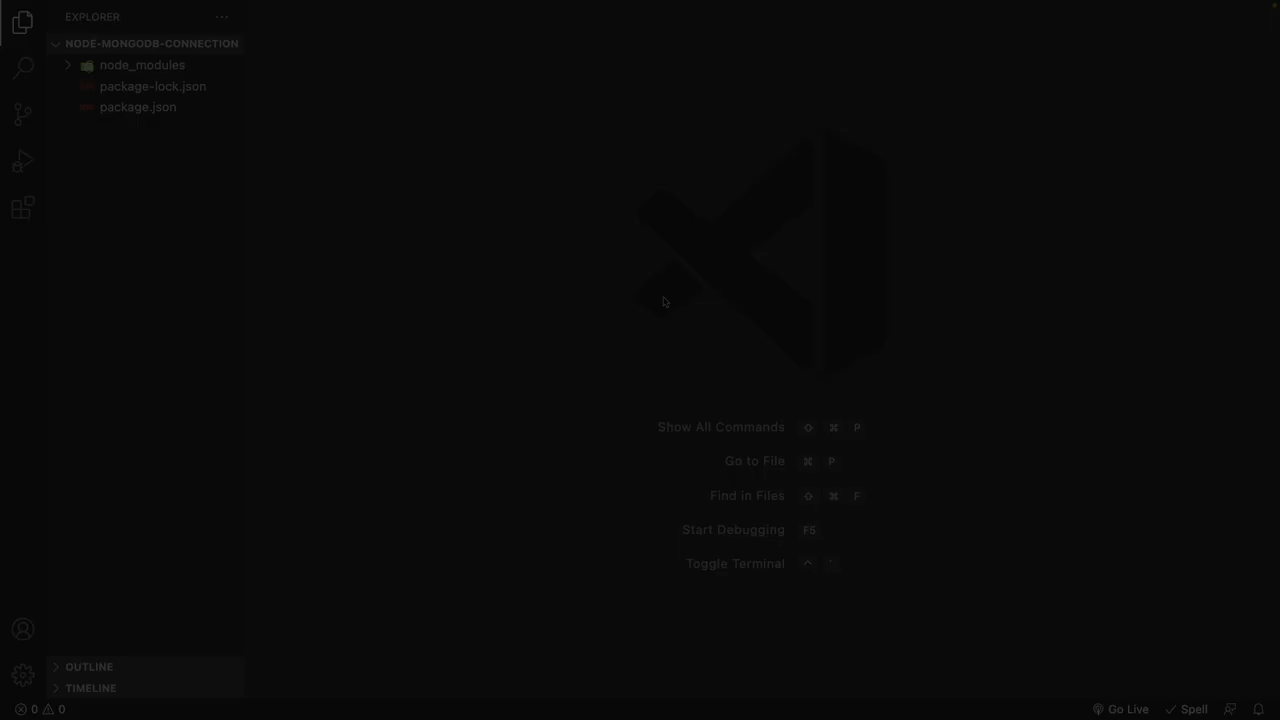 EXPLORER
NODE-MONGODB-CONNECTION
node_modules
package-lock.json
package.json
Show All Commands ⇧ ⌘ P
Go to File ⌘ P
Find in Files ⇧ ⌘ F
Start Debugging F5
Toggle Terminal ^ `
OUTLINE
TIMELINE
0 0 Go Live Spell